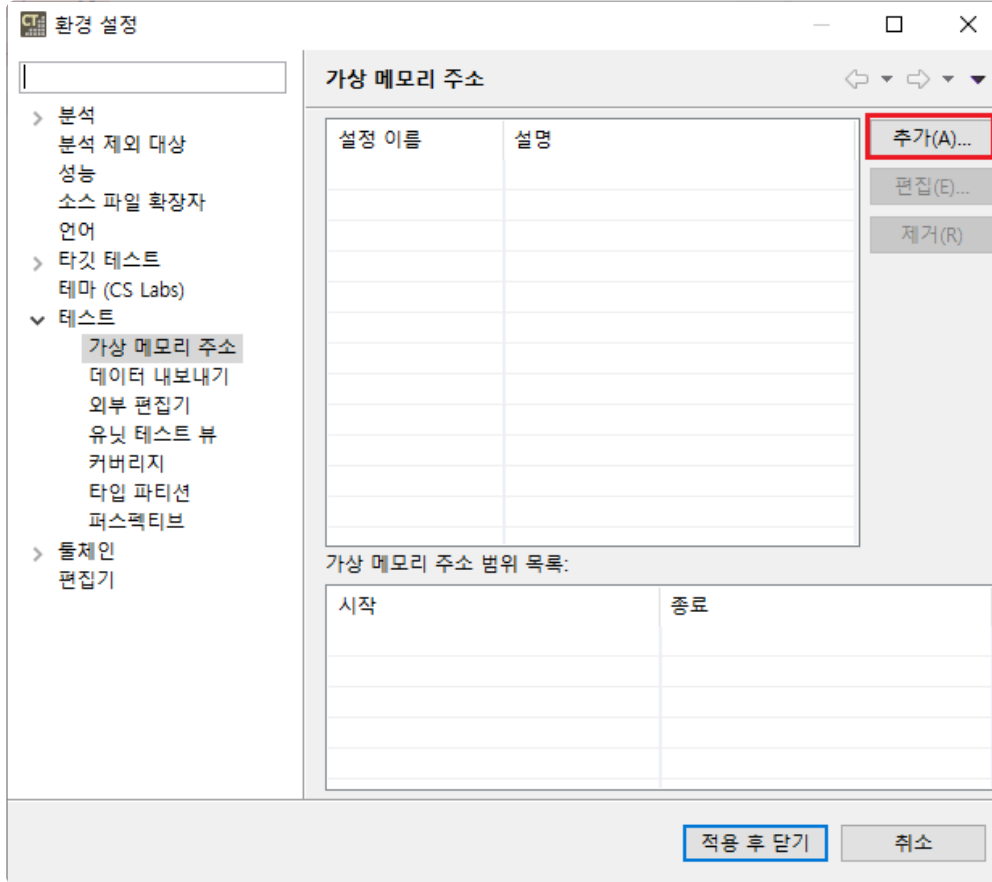 CT 환경 설정
가상 메모리 주소
분석
분석 제외 대상
성능
소스 파일 확장자
언어
타깃 테스트
테마 (CS Labs)
테스트
가상 메모리 주소
데이터 내보내기
외부 편집기
유닛 테스트 뷰
커버리지
타입 파티션
퍼스펙티브
툴체인
편집기
설정 이름 설명
추가(A)...
편집(E)...
제거(R)
가상 메모리 주소 범위 목록:
시작 종료
적용 후 닫기 취소